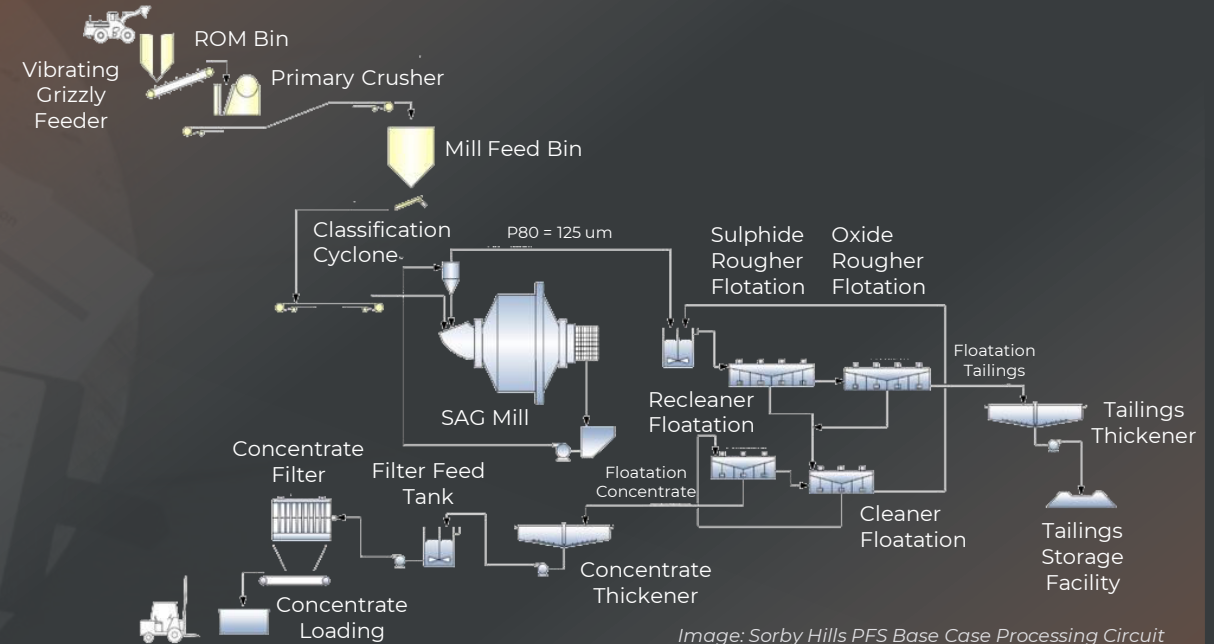 ROM Bin
Vibrating
Grizzly
Feeder
Primary Crusher
Mill Feed Bin
Classification
Cyclone
P80 = 125 um
Sulphide
Rougher
Flotation
Oxide
Rougher
Flotation
Floatation
Tailings
SAG Mill
Recleaner
Floatation
Tailings
Thickener
Concentrate
Filter
Filter Feed
Tank
Floatation
Concentrate
Cleaner
Floatation
Tailings
Storage
Facility
Concentrate
Thickener
Concentrate
Loading
Image: Sorby Hills PFS Base Case Processing Circuit